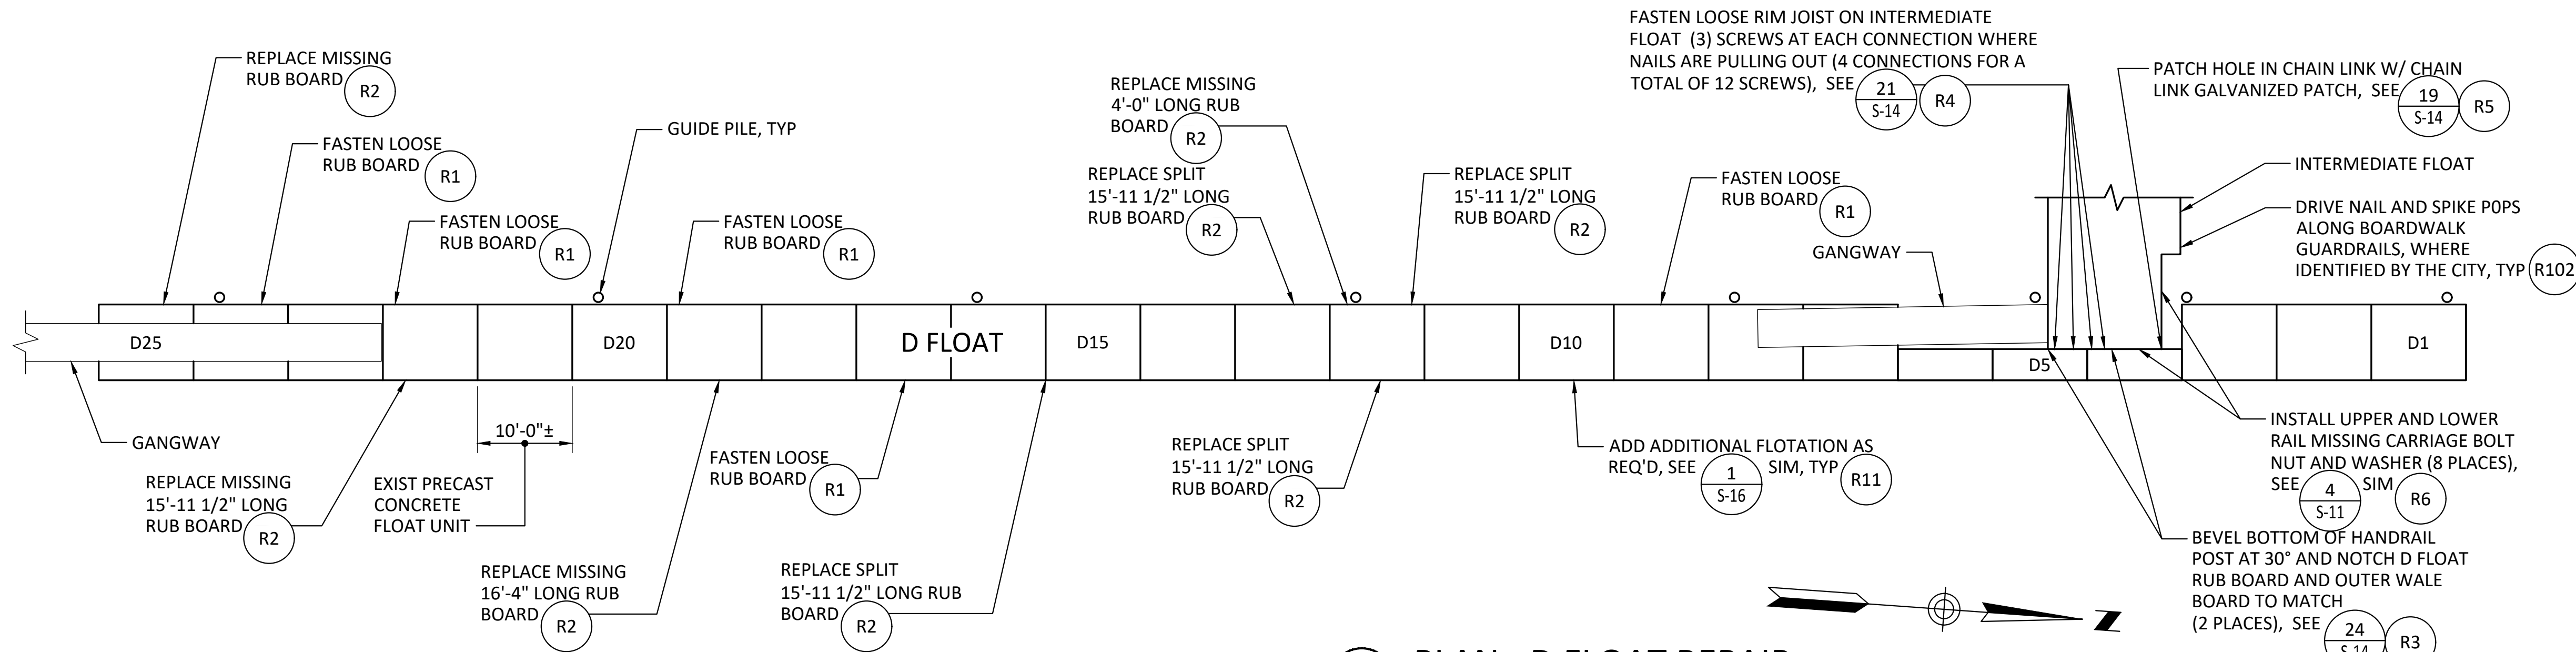 FASTEN LOOSE RIM JOIST ON INTERMEDIATE
FLOAT (3) SCREWS AT EACH CONNECTION WHERE
NAILS ARE PULLING OUT (4 CONNECTIONS FOR A
TOTAL OF 12 SCREWS), SEE 21 S-14 R4
PATCH HOLE IN CHAIN LINK W/ CHAIN
LINK GALVANIZED PATCH, SEE 19 S-14 R5
REPLACE MISSING
RUB BOARD R2
REPLACE MISSING
4'-0" LONG RUB
BOARD R2
GUIDE PILE, TYP
FASTEN LOOSE
RUB BOARD R1
REPLACE SPLIT
15'-11 1/2" LONG
RUB BOARD R2
REPLACE SPLIT
15'-11 1/2" LONG
RUB BOARD R2
FASTEN LOOSE
RUB BOARD R1
INTERMEDIATE FLOAT
DRIVE NAIL AND SPIKE P0PS
ALONG BOARDWALK
GUARDRAILS, WHERE
IDENTIFIED BY THE CITY, TYP R102
FASTEN LOOSE
RUB BOARD R1
FASTEN LOOSE
RUB BOARD R1
GANGWAY
D25
D20
D FLOAT
D15
D10
D5
D1
GANGWAY
10'-0"±
REPLACE MISSING
15'-11 1/2" LONG
RUB BOARD R2
EXIST PRECAST
CONCRETE
FLOAT UNIT
FASTEN LOOSE
RUB BOARD R1
REPLACE SPLIT
15'-11 1/2" LONG
RUB BOARD R2
ADD ADDITIONAL FLOTATION AS
REQ'D, SEE 1 S-16 SIM, TYP R11
INSTALL UPPER AND LOWER
RAIL MISSING CARRIAGE BOLT
NUT AND WASHER (8 PLACES),
SEE 4 S-11 SIM R6
REPLACE MISSING
16'-4" LONG RUB
BOARD R2
REPLACE SPLIT
15'-11 1/2" LONG RUB
BOARD R2
BEVEL BOTTOM OF HANDRAIL
POST AT 30° AND NOTCH D FLOAT
RUB BOARD AND OUTER WALE
BOARD TO MATCH
(2 PLACES), SEE 24 S-14 R3
N
PLAN - D FLOAT REPAIR